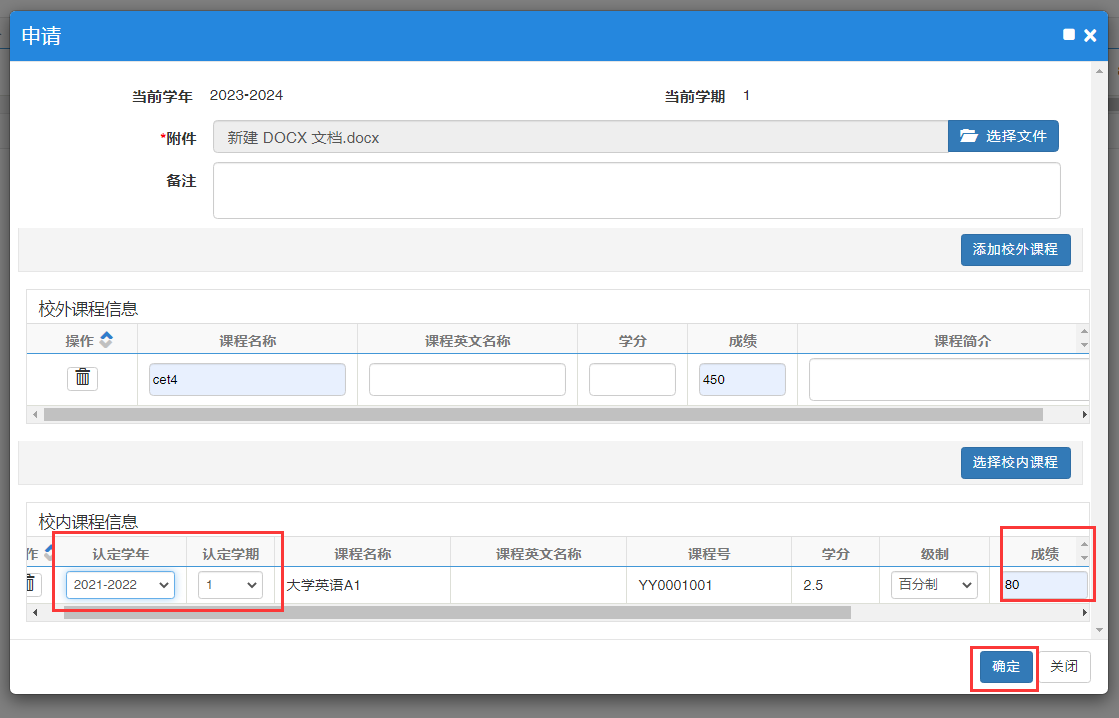 申请
当前学年 2023-2024 当前学期 1
*附件 新建 DOCX 文档.docx 选择文件
备注
添加校外课程
校外课程信息
操作 课程名称 课程英文名称 学分 成绩 课程简介
cet4 450
选择校内课程
校内课程信息
作 认定学年 认定学期 课程名称 课程英文名称 课程号 学分 级制 成绩
2021-2022 1 大学英语A1 YY0001001 2.5 百分制 80
确定 关闭